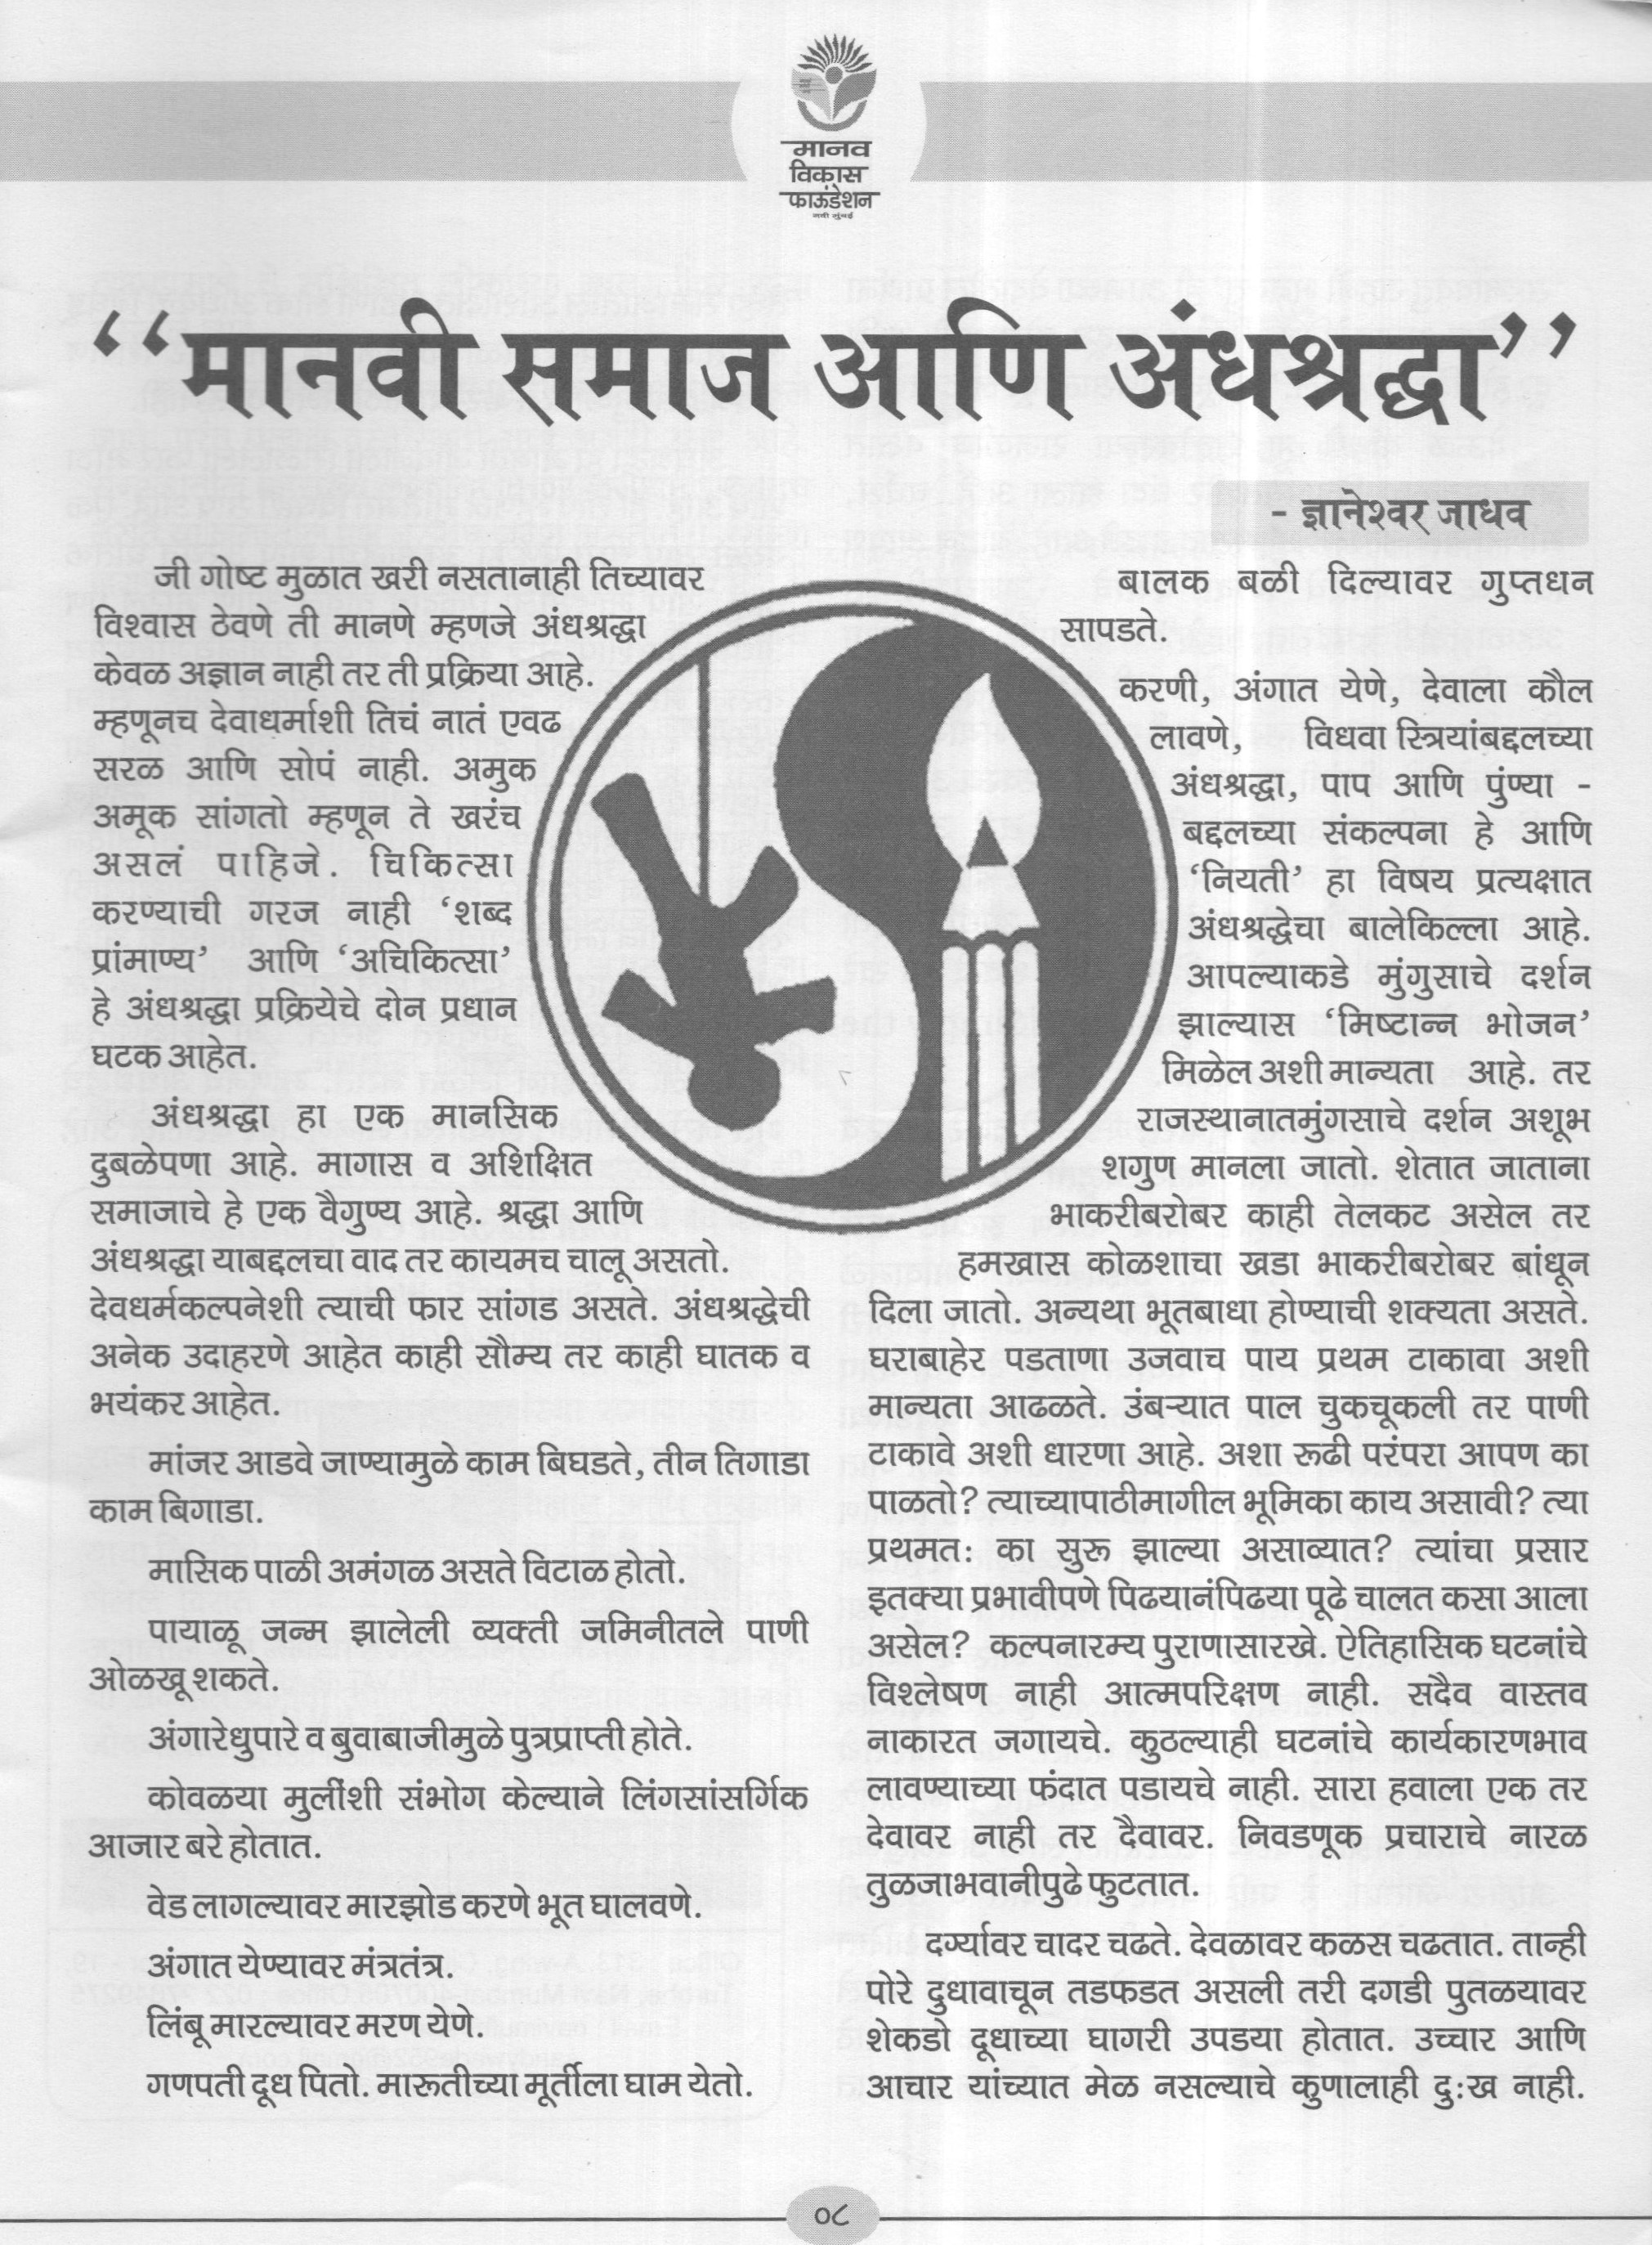 मानव
विकास
फाऊंडेशन
नवी मुंबई
‘‘मानवी समाज आणि अंधश्रद्धा’’
- ज्ञानेश्वर जाधव
जी गोष्ट मुळात खरी नसतानाही तिच्यावर
विश्वास ठेवणे ती मानणे म्हणजे अंधश्रद्धा
केवळ अज्ञान नाही तर ती प्रक्रिया आहे.
म्हणूनच देवाधर्माशी तिचं नातं एवढ
सरळ आणि सोपं नाही. अमुक
अमूक सांगतो म्हणून ते खरंच
असलं पाहिजे. चिकित्सा
करण्याची गरज नाही ‘शब्द
प्रांमाण्य’ आणि ‘अचिकित्सा’
हे अंधश्रद्धा प्रक्रियेचे दोन प्रधान
घटक आहेत.
अंधश्रद्धा हा एक मानसिक
दुबळेपणा आहे. मागास व अशिक्षित
समाजाचे हे एक वैगुण्य आहे. श्रद्धा आणि
अंधश्रद्धा याबद्दलचा वाद तर कायमच चालू असतो.
देवधर्मकल्पनेशी त्याची फार सांगड असते. अंधश्रद्धेची
अनेक उदाहरणे आहेत काही सौम्य तर काही घातक व
भयंकर आहेत.
मांजर आडवे जाण्यामुळे काम बिघडते, तीन तिगाडा
काम बिगाडा.
मासिक पाळी अमंगळ असते विटाळ होतो.
पायाळू जन्म झालेली व्यक्ती जमिनीतले पाणी
ओळखू शकते.
अंगारेधुपारे व बुवाबाजीमुळे पुत्रप्राप्ती होते.
कोवळया मुलींशी संभोग केल्याने लिंगसांसर्गिक
आजार बरे होतात.
वेड लागल्यावर मारझोड करणे भूत घालवणे.
अंगात येण्यावर मंत्रतंत्र.
लिंबू मारल्यावर मरण येणे.
गणपती दूध पितो. मारूतीच्या मूर्तीला घाम येतो.
बालक बळी दिल्यावर गुप्तधन
सापडते.
करणी, अंगात येणे, देवाला कौल
लावणे, विधवा स्त्रियांबद्दलच्या
अंधश्रद्धा, पाप आणि पुंण्या -
बद्दलच्या संकल्पना हे आणि
‘नियती’ हा विषय प्रत्यक्षात
अंधश्रद्धेचा बालेकिल्ला आहे.
आपल्याकडे मुंगुसाचे दर्शन
झाल्यास ‘मिष्टान्न भोजन’
मिळेल अशी मान्यता आहे. तर
राजस्थानातमुंगसाचे दर्शन अशूभ
शगुण मानला जातो. शेतात जाताना
भाकरीबरोबर काही तेलकट असेल तर
हमखास कोळशाचा खडा भाकरीबरोबर बांधून
दिला जातो. अन्यथा भूतबाधा होण्याची शक्यता असते.
घराबाहेर पडताणा उजवाच पाय प्रथम टाकावा अशी
मान्यता आढळते. उंबऱ्यात पाल चुकचूकली तर पाणी
टाकावे अशी धारणा आहे. अशा रूढी परंपरा आपण का
पाळतो? त्याच्यापाठीमागील भूमिका काय असावी? त्या
प्रथमतः का सुरू झाल्या असाव्यात? त्यांचा प्रसार
इतक्या प्रभावीपणे पिढयानंपिढया पूढे चालत कसा आला
असेल? कल्पनारम्य पुराणासारखे. ऐतिहासिक घटनांचे
विश्लेषण नाही आत्मपरिक्षण नाही. सदैव वास्तव
नाकारत जगायचे. कुठल्याही घटनांचे कार्यकारणभाव
लावण्याच्या फंदात पडायचे नाही. सारा हवाला एक तर
देवावर नाही तर दैवावर. निवडणूक प्रचाराचे नारळ
तुळजाभवानीपुढे फुटतात.
दर्ग्यावर चादर चढते. देवळावर कळस चढतात. तान्ही
पोरे दुधावाचून तडफडत असली तरी दगडी पुतळयावर
शेकडो दूधाच्या घागरी उपडया होतात. उच्चार आणि
आचार यांच्यात मेळ नसल्याचे कुणालाही दुःख नाही.
०८